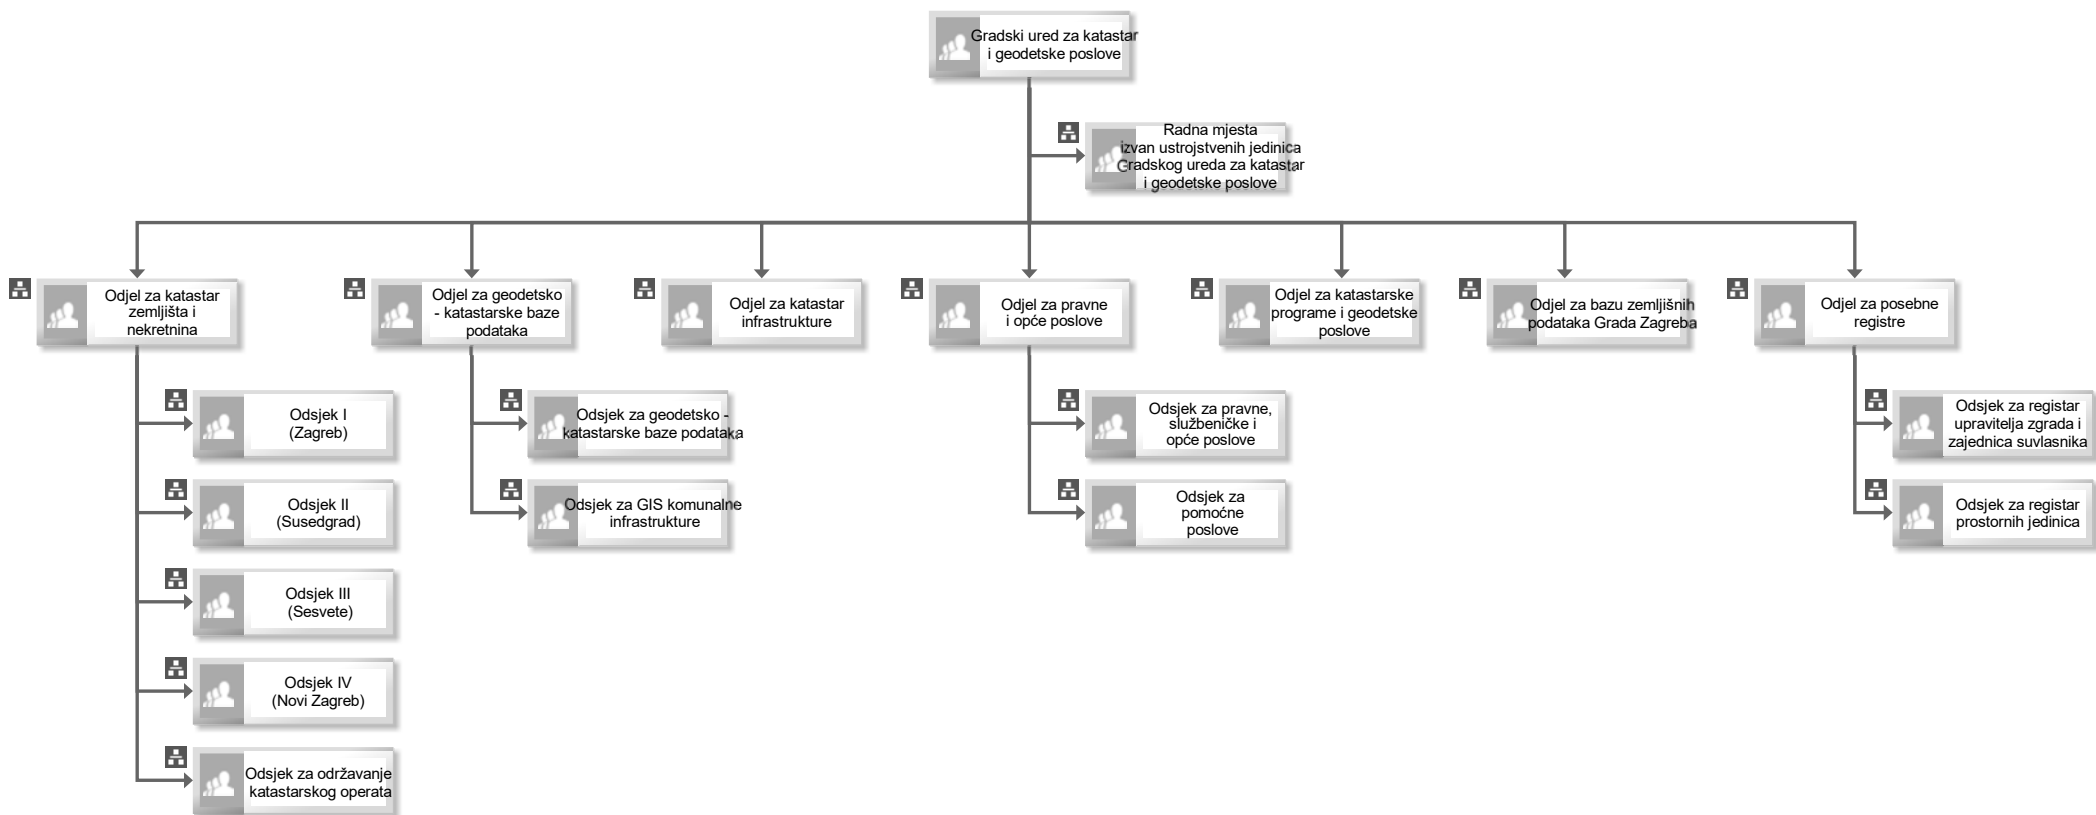 Gradski ured za katastar
i geodetske poslove
Radna mjesta
izvan ustrojstvenih jedinica
Gradskog ureda za katastar
i geodetske poslove
Odjel za katastar
zemljišta i
nekretnina
Odjel za geodetsko
- katastarske baze
podataka
Odjel za katastar
infrastrukture
Odjel za pravne
i opće poslove
Odjel za katastarske
programe i geodetske
poslove
Odjel za bazu zemljišnih
podataka Grada Zagreba
Odjel za posebne
registre
Odsjek I
(Zagreb)
Odsjek za geodetsko -
katastarske baze podataka
Odsjek za pravne,
službeničke i
opće poslove
Odsjek za registar
upravitelja zgrada i
zajednica suvlasnika
Odsjek II
(Susedgrad)
Odsjek za GIS komunalne
infrastrukture
Odsjek za
pomoćne
poslove
Odsjek za registar
prostornih jedinica
Odsjek III
(Sesvete)
Odsjek IV
(Novi Zagreb)
Odsjek za održavanje
katastarskog operata